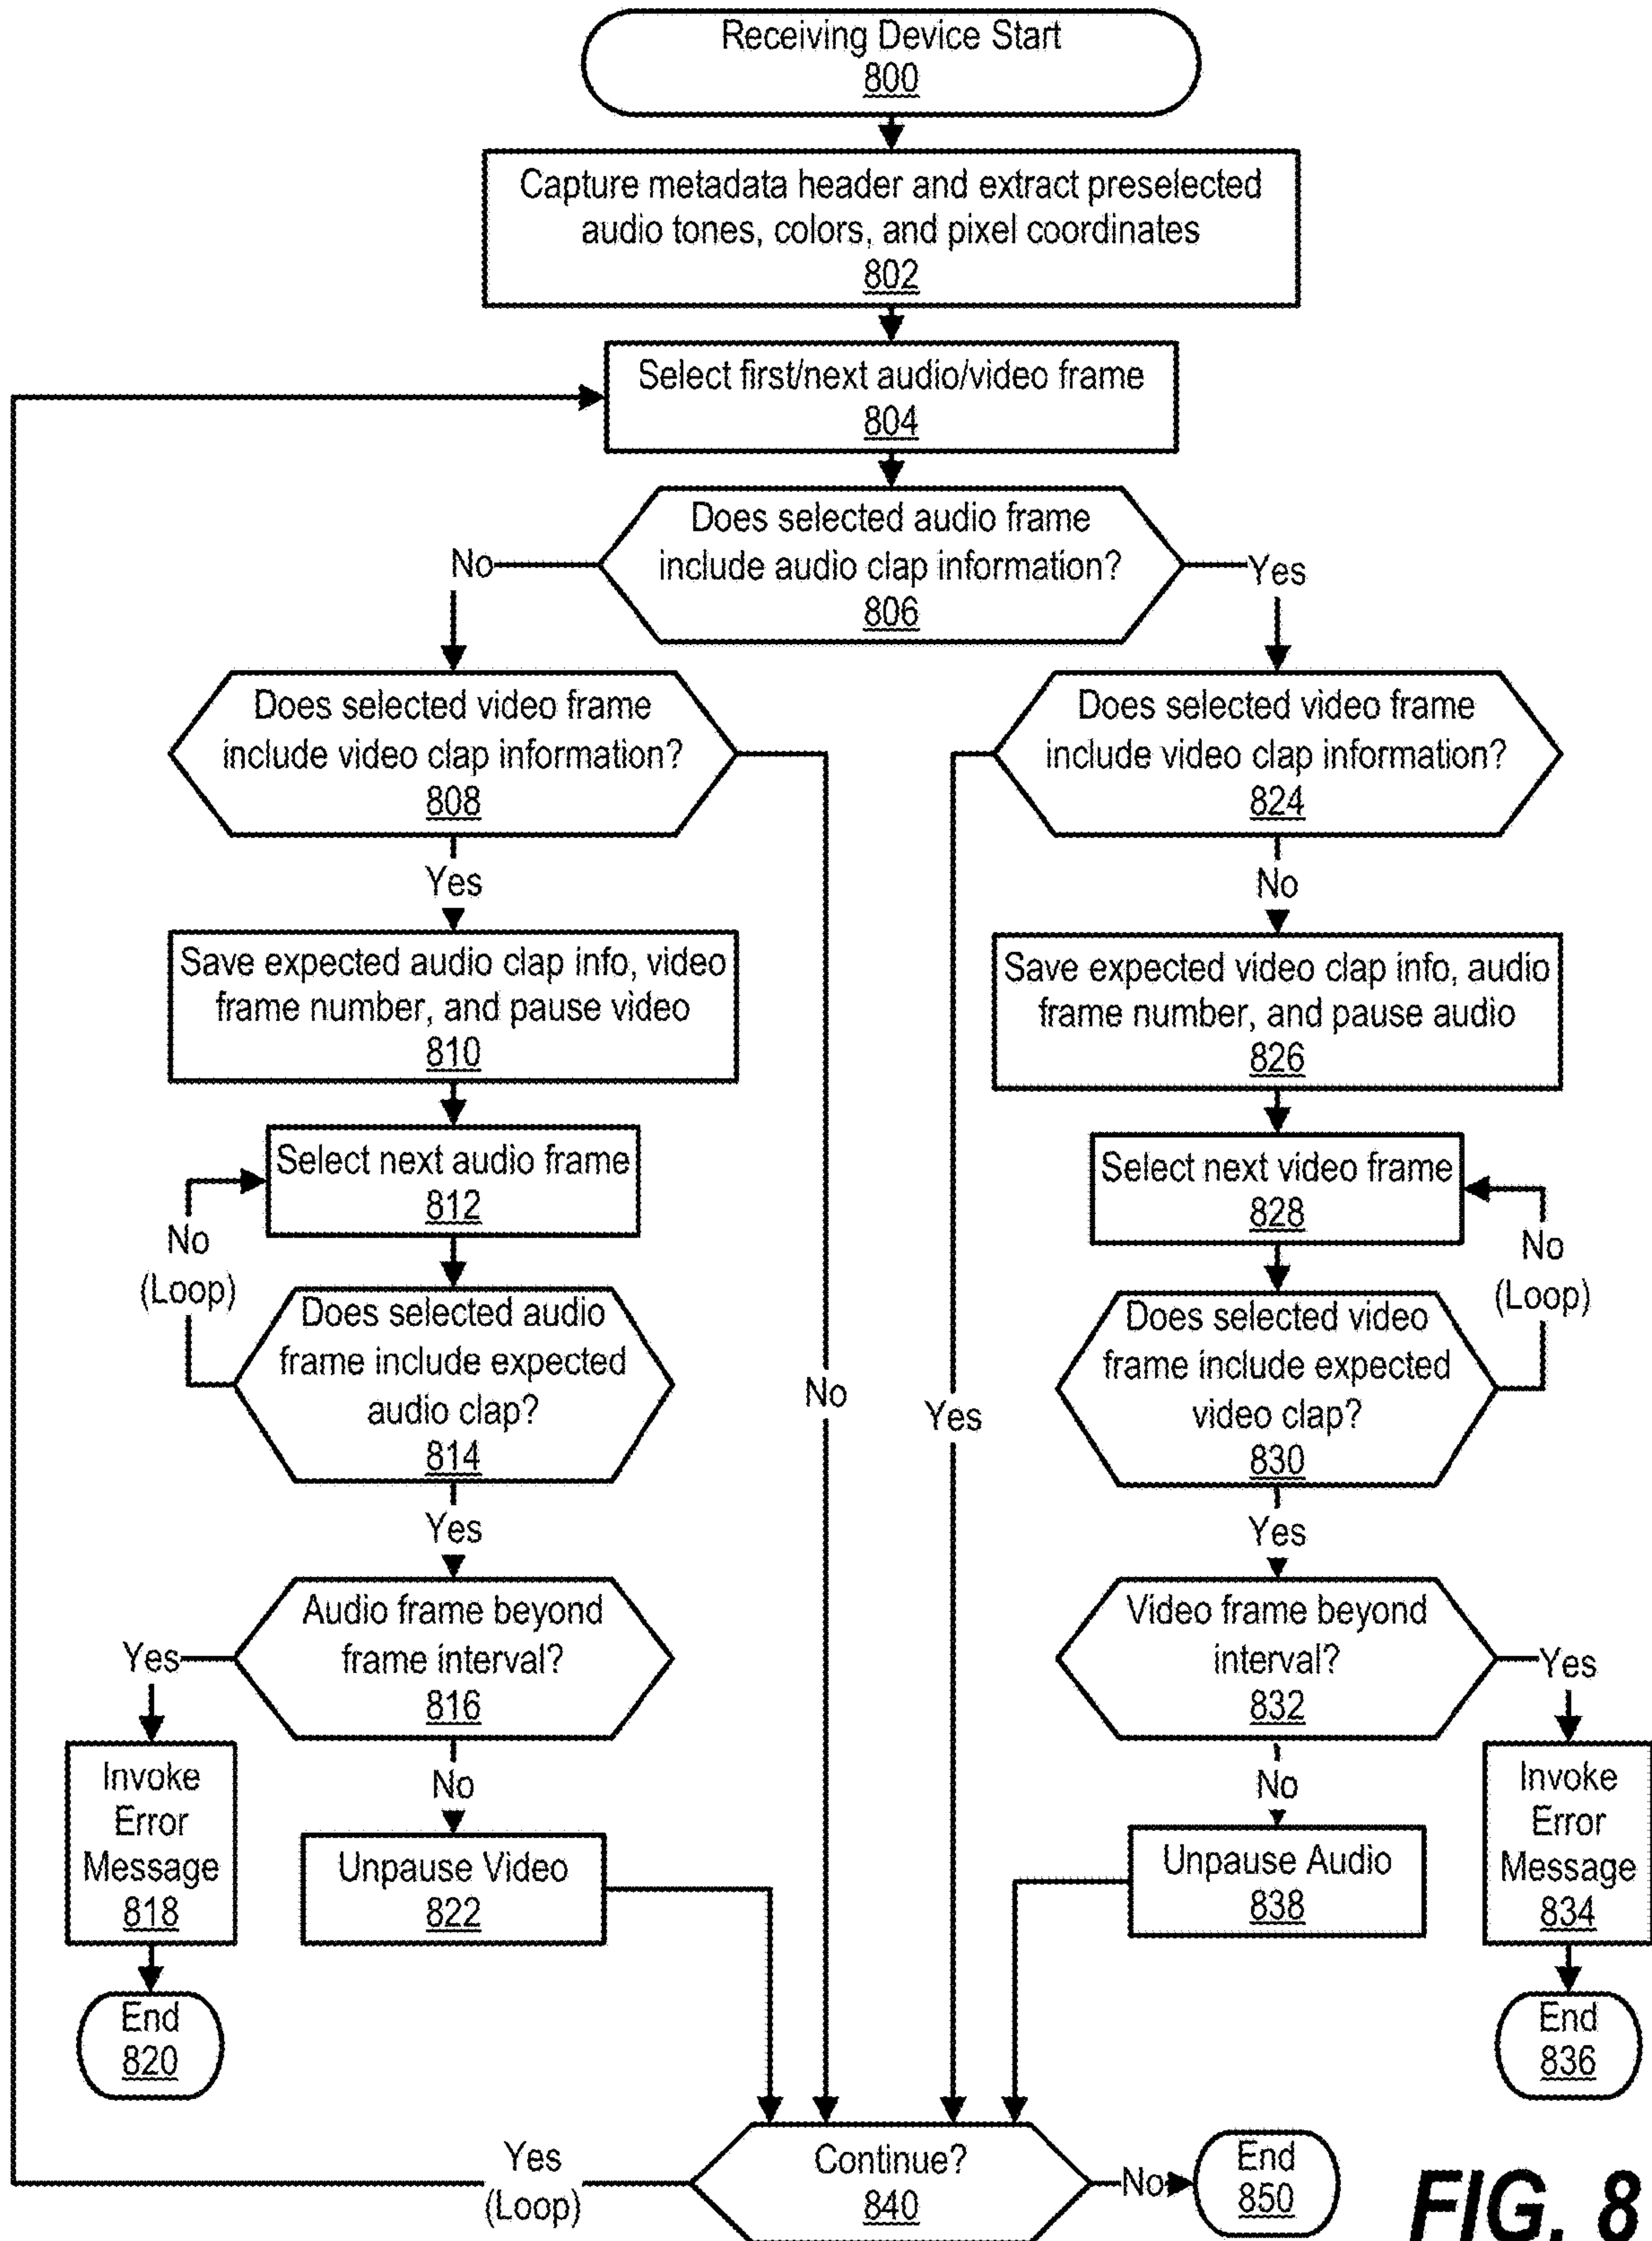 Receiving Device Start
800
Capture metadata header and extract preselected
audio tones, colors, and pixel coordinates
802
Select first/next audio/video frame
804
Does selected audio frame
include audio clap information?
806
No
Yes
Does selected video frame
include video clap information?
808
Does selected video frame
include video clap information?
824
Yes
No
Save expected audio clap info, video
frame number, and pause video
810
Save expected video clap info, audio
frame number, and pause audio
826
Select next audio frame
812
Select next video frame
828
No
(Loop)
No
(Loop)
Does selected audio
frame include expected
audio clap?
814
No
Yes
Does selected video
frame include expected
video clap?
830
Yes
Yes
Audio frame beyond
frame interval?
816
Video frame beyond
interval?
832
Yes
Yes
Invoke
Error
Message
818
No
No
Invoke
Error
Message
834
Unpause Video
822
Unpause Audio
838
End
820
End
836
Yes
(Loop)
Continue?
840
No
End
850
FIG. 8